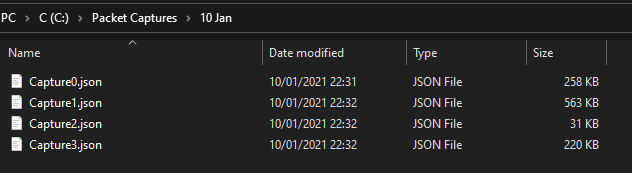 PC > C (C:) > Packet Captures > 10 Jan
Name Date modified Type Size
Capture0.json 10/01/2021 22:31 JSON File 258 KB
Capture1.json 10/01/2021 22:32 JSON File 563 KB
Capture2.json 10/01/2021 22:32 JSON File 31 KB
Capture3.json 10/01/2021 22:32 JSON File 220 KB